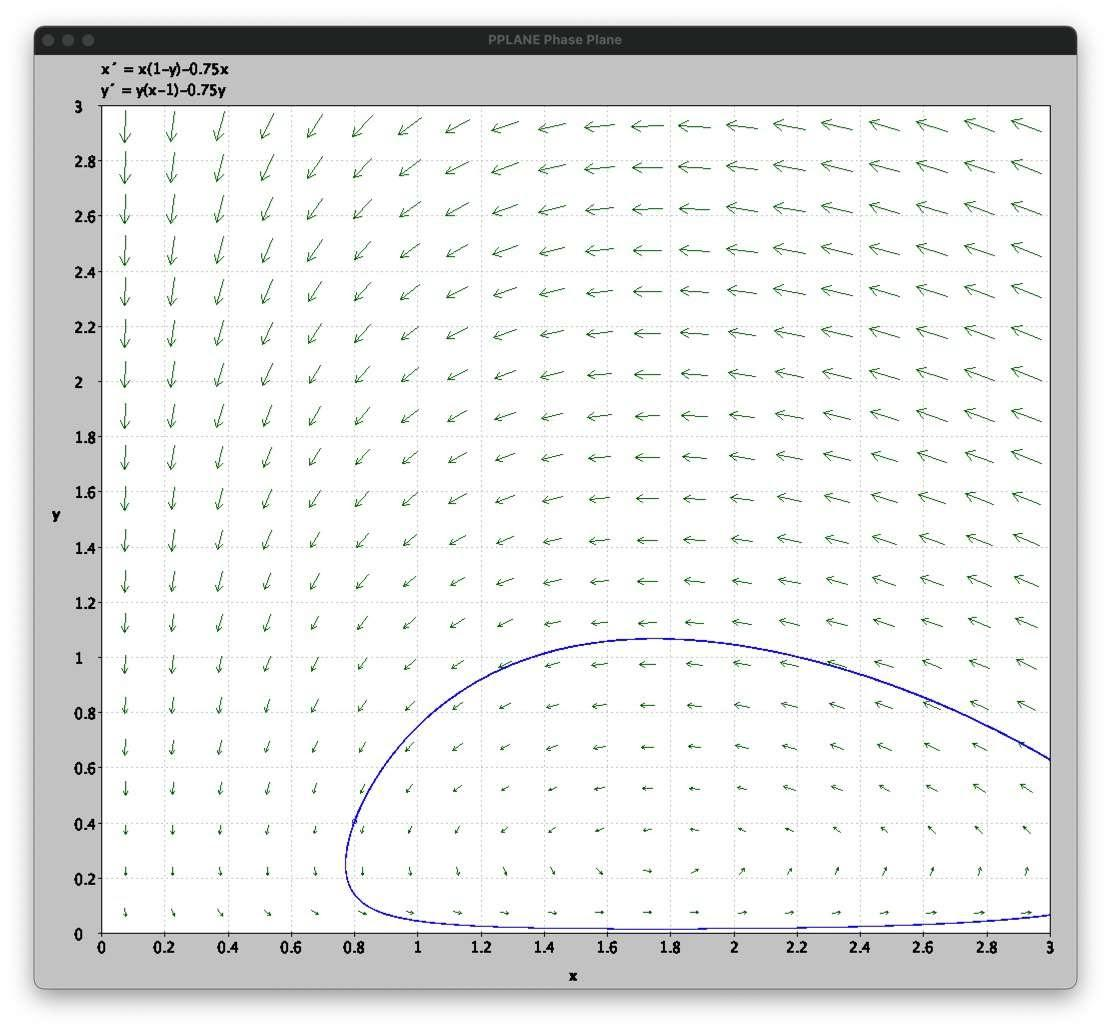 PPLANE Phase Plane
x´ = x(1-y)-0.75x
y´ = y(x-1)-0.75y
3
2.8
2.6
2.4
2.2
2
1.8
1.6
y
1.4
1.2
1
0.8
0.6
0.4
0.2
0
0 0.2 0.4 0.6 0.8 1 1.2 1.4 1.6 1.8 2 2.2 2.4 2.6 2.8 3
x